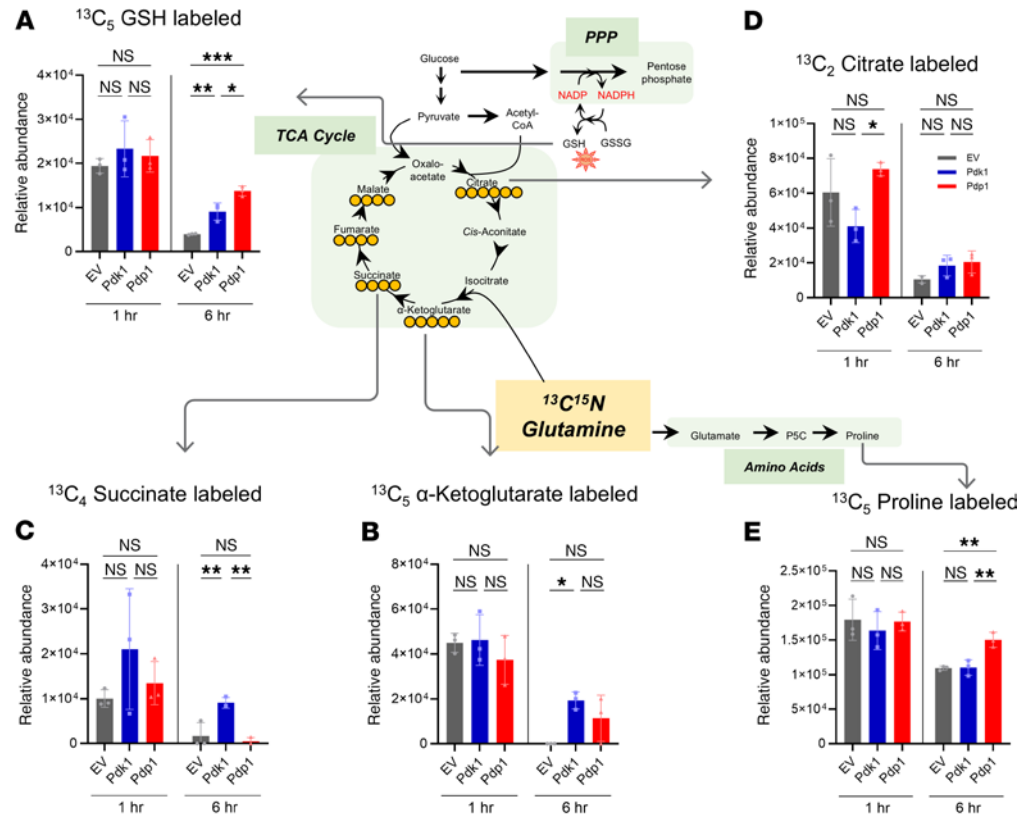 A
¹³C₅ GSH labeled
Relative abundance
4×10⁴
3×10⁴
2×10⁴
1×10⁴
0
NS
NS NS
***
** *
EV Pdk1 Pdp1 EV Pdk1 Pdp1
1 hr 6 hr
PPP
Glucose
Pentose
phosphate
NADP NADPH
Pyruvate
Acetyl-
CoA
GSH GSSG
TCA Cycle
Oxalo-
acetate
Citrate
Malate
Cis-Aconitate
Fumarate
Isocitrate
Succinate
α-Ketoglutarate
¹³C¹⁵N
Glutamine
Glutamate P5C Proline
Amino Acids
D
¹³C₂ Citrate labeled
Relative abundance
1×10⁵
8×10⁴
6×10⁴
4×10⁴
2×10⁴
0
NS
NS *
NS
NS NS
EV
Pdk1
Pdp1
EV Pdk1 Pdp1 EV Pdk1 Pdp1
1 hr 6 hr
¹³C₄ Succinate labeled
C
Relative abundance
4×10⁴
3×10⁴
2×10⁴
1×10⁴
0
NS
NS NS
NS
** **
EV Pdk1 Pdp1 EV Pdk1 Pdp1
1 hr 6 hr
¹³C₅ α-Ketoglutarate labeled
B
Relative abundance
8×10⁴
6×10⁴
4×10⁴
2×10⁴
0
NS
NS NS
NS
* NS
EV Pdk1 Pdp1 EV Pdk1 Pdp1
1 hr 6 hr
¹³C₅ Proline labeled
E
Relative abundance
2.5×10⁵
2×10⁵
1.5×10⁵
1×10⁵
5×10⁴
0
NS
NS NS
**
NS **
EV Pdk1 Pdp1 EV Pdk1 Pdp1
1 hr 6 hr